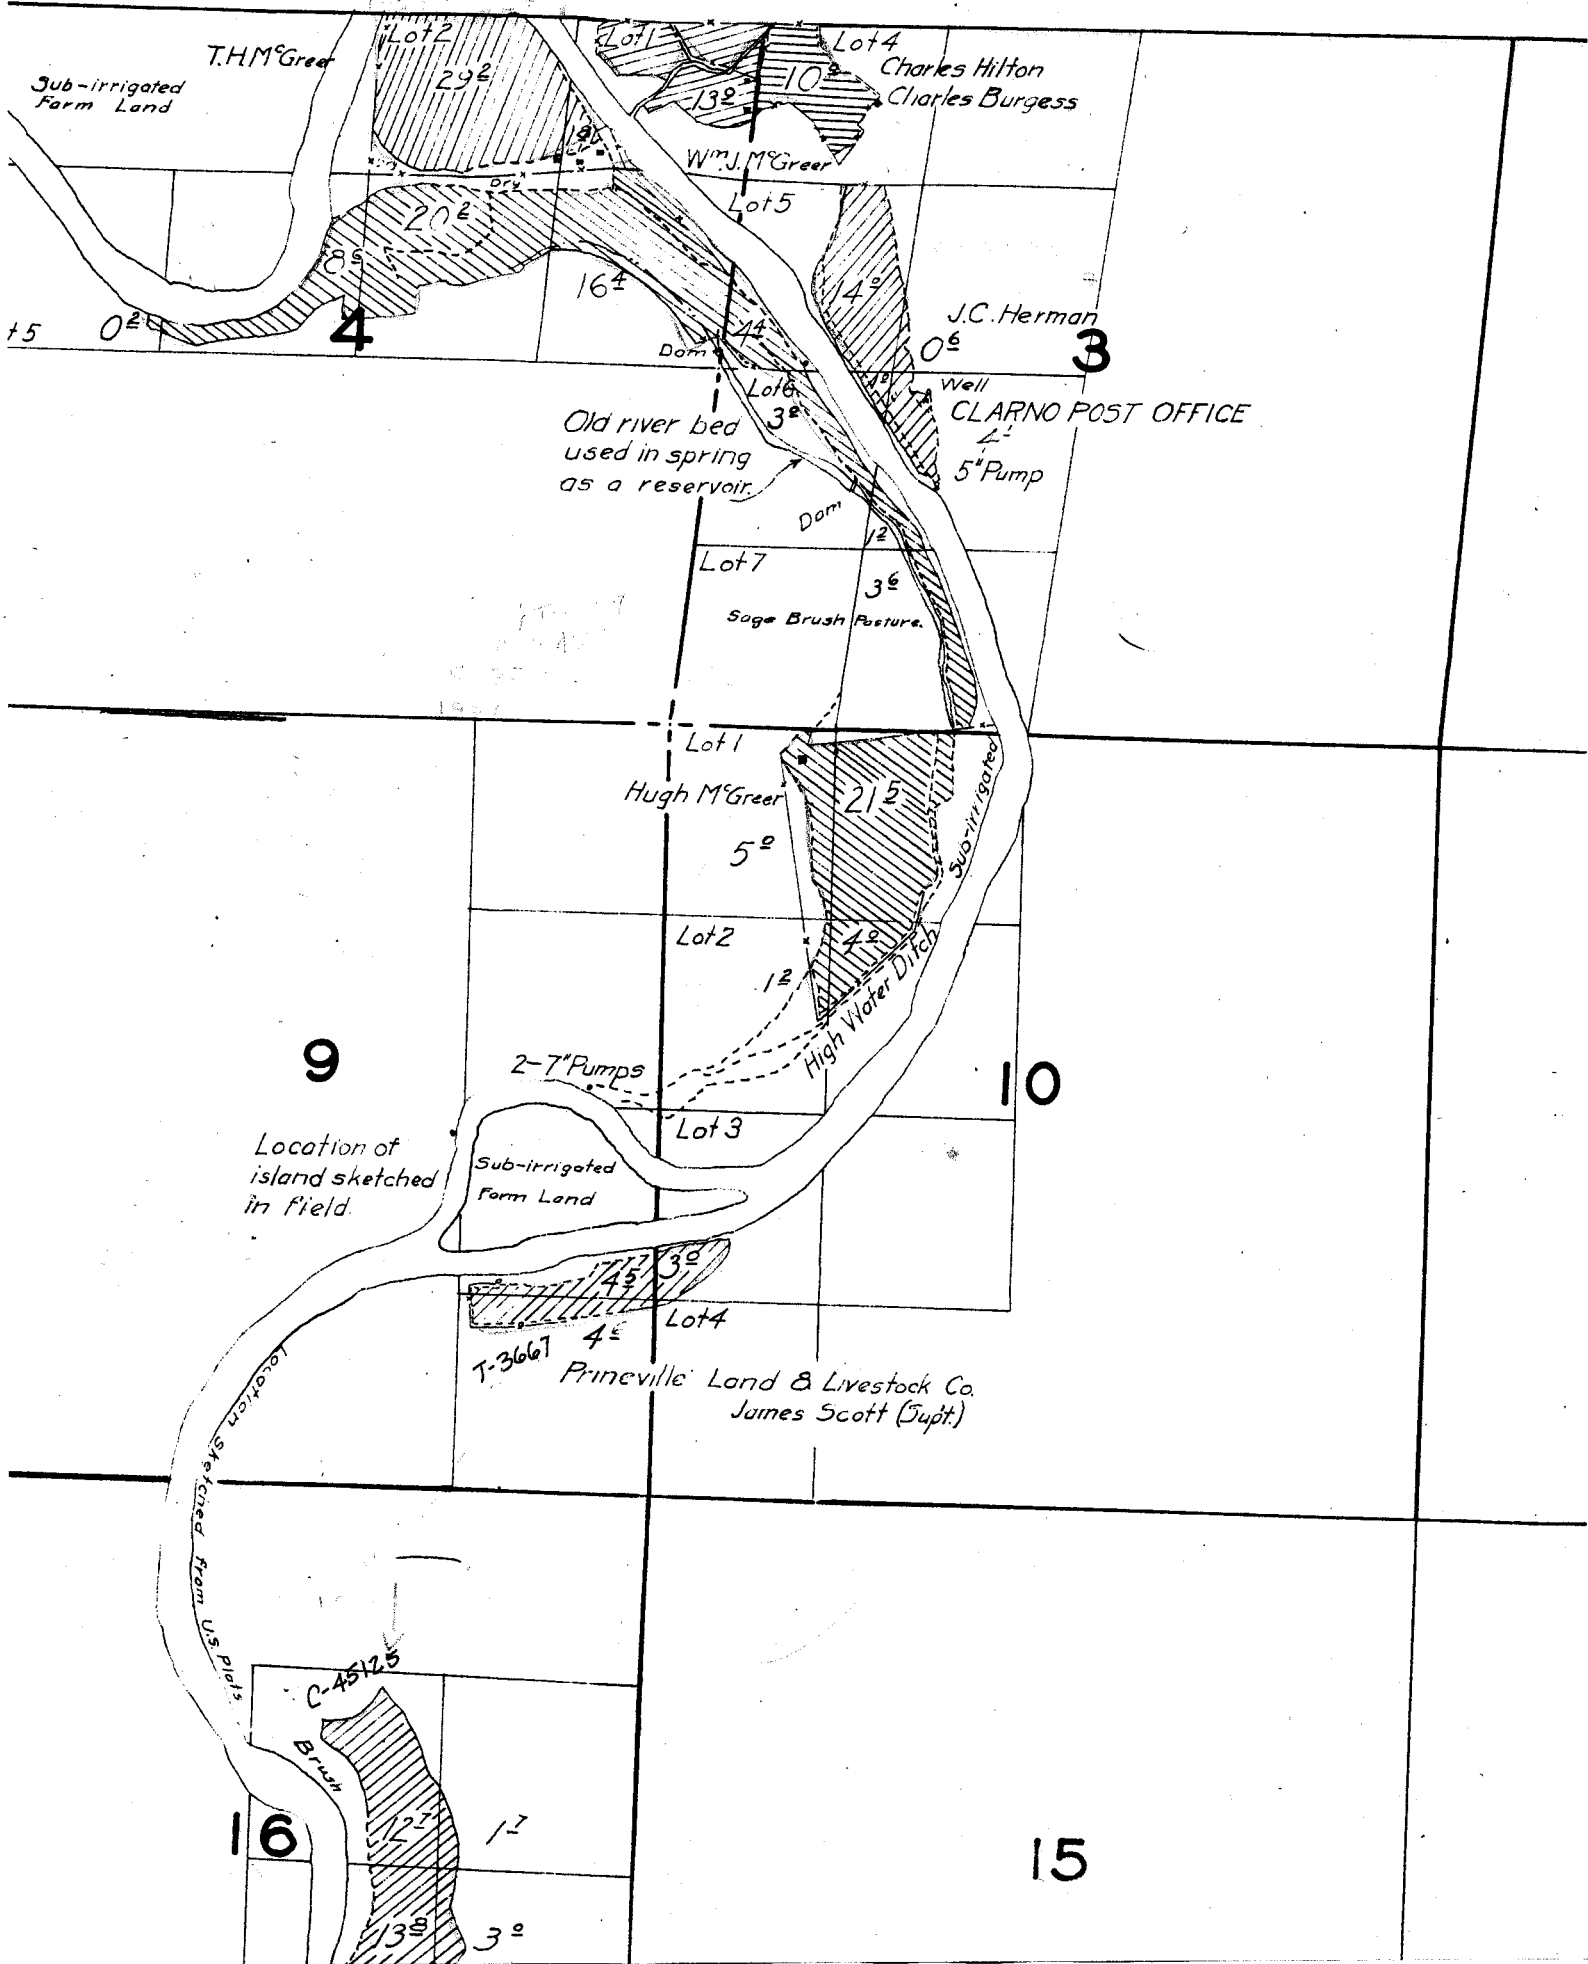 T.H.McGreer
Sub-irrigated
Farm Land
Lot 2
29 2
Lot 1
13 0
Lot 4
Charles Hilton
Charles Burgess
Wm. J. McGreer
Lot 5
Dry
20 2
8 5
16 4
14 0
J.C. Herman
0 6
t 5
0 2
4
3
Dam
4 4
Lot 6
3 8
Well
CLARNO POST OFFICE
5" Pump
Old river bed
used in spring
as a reservoir.
Dam
1 2
Lot 7
3 6
Sage Brush Pasture.
Lot 1
Hugh McGreer
21 5
5 0
Sub-irrigated
Lot 2
4 0
1 2
High Water Ditch
9
2-7" Pumps
10
Lot 3
Location of
island sketched
in field.
Sub-irrigated
Farm Land
4 5
3 0
Lot 4
T-3667
Prineville Land & Livestock Co.
James Scott (Supt.)
Location sketched from U.S. Plats
C-45125
Brush
16
12 7
1 7
15
13 8
3 0